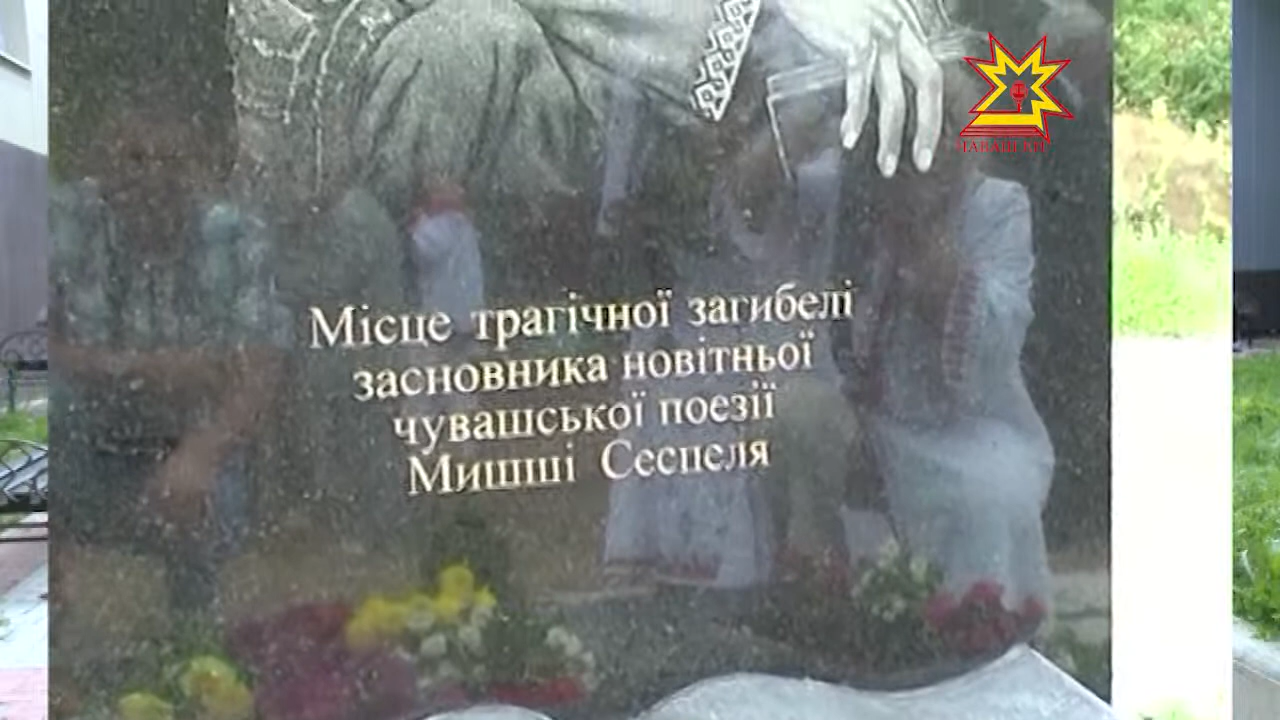 Місце трагічної загибелі
засновника новітньої
чувашської поезії
Мишші Сеспеля